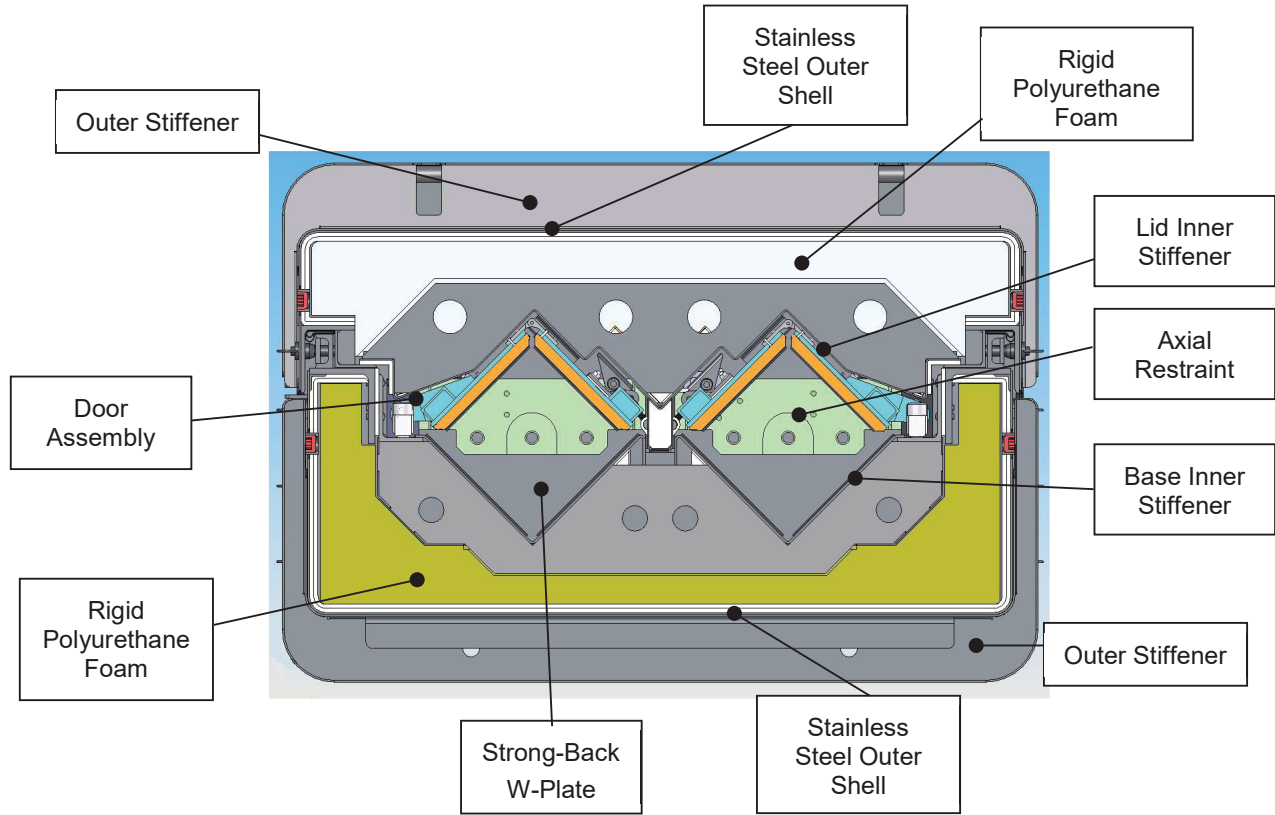 Stainless
Steel Outer
Shell
Rigid
Polyurethane
Foam
Outer Stiffener
Lid Inner
Stiffener
Axial
Restraint
Door
Assembly
Base Inner
Stiffener
Rigid
Polyurethane
Foam
Outer Stiffener
Strong-Back
W-Plate
Stainless
Steel Outer
Shell